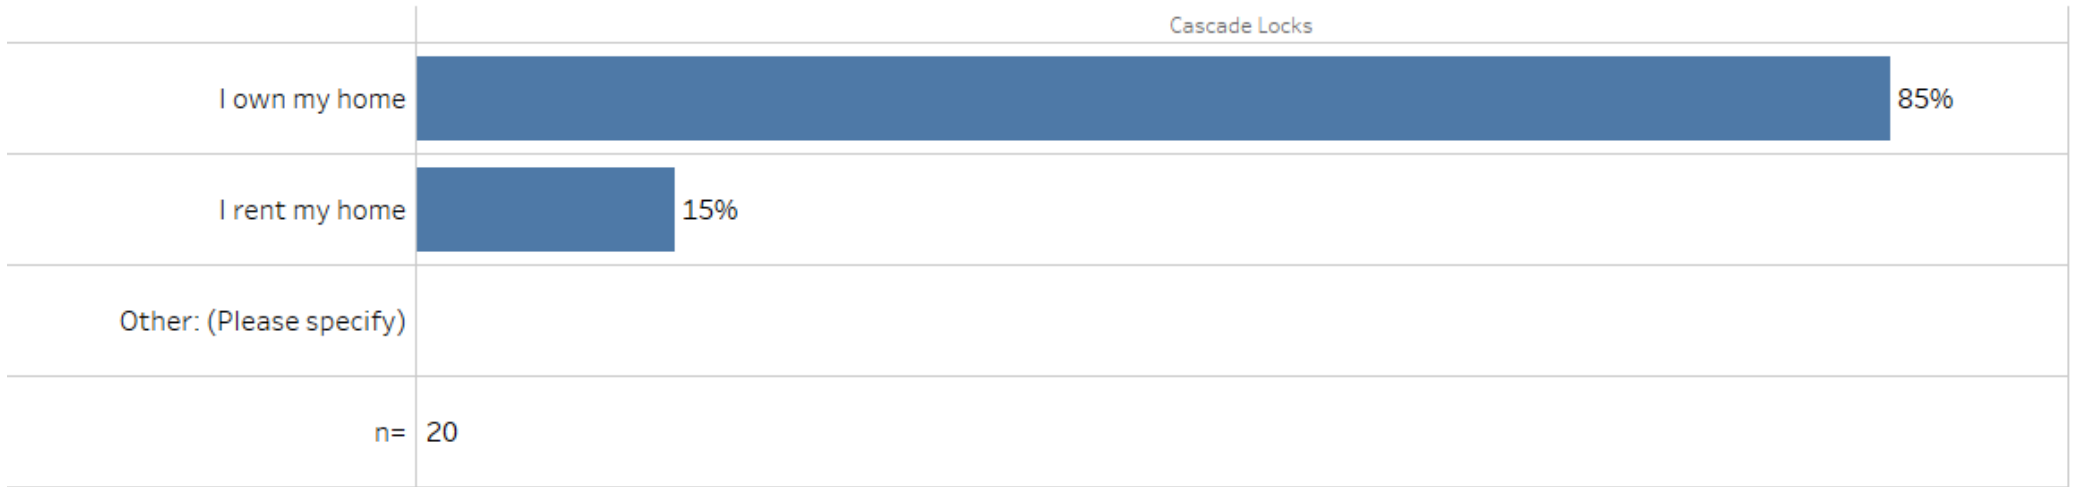 Cascade Locks
I own my home 85%
I rent my home 15%
Other: (Please specify)
n= 20